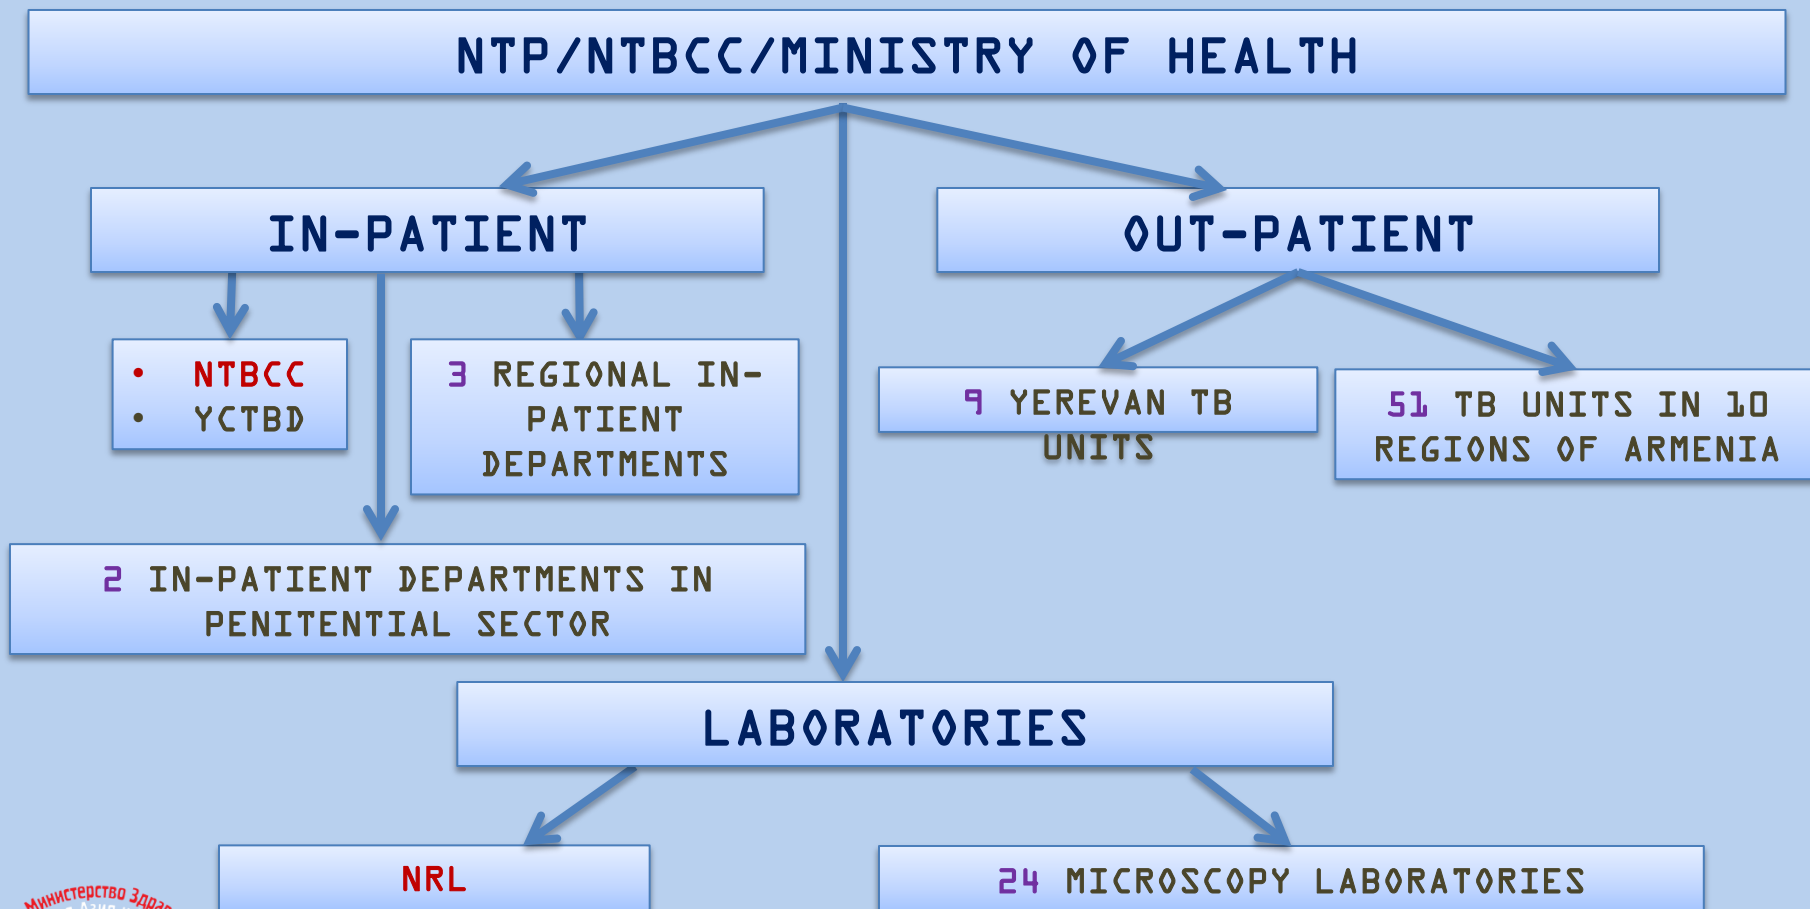 NTP/NTBCC/MINISTRY OF HEALTH
IN-PATIENT
OUT-PATIENT
• NTBCC
• YCTBD
3 REGIONAL IN-
PATIENT
DEPARTMENTS
9 YEREVAN TB
UNITS
51 TB UNITS IN 10
REGIONS OF ARMENIA
2 IN-PATIENT DEPARTMENTS IN
PENITENTIAL SECTOR
LABORATORIES
NRL
24 MICROSCOPY LABORATORIES
Министерство